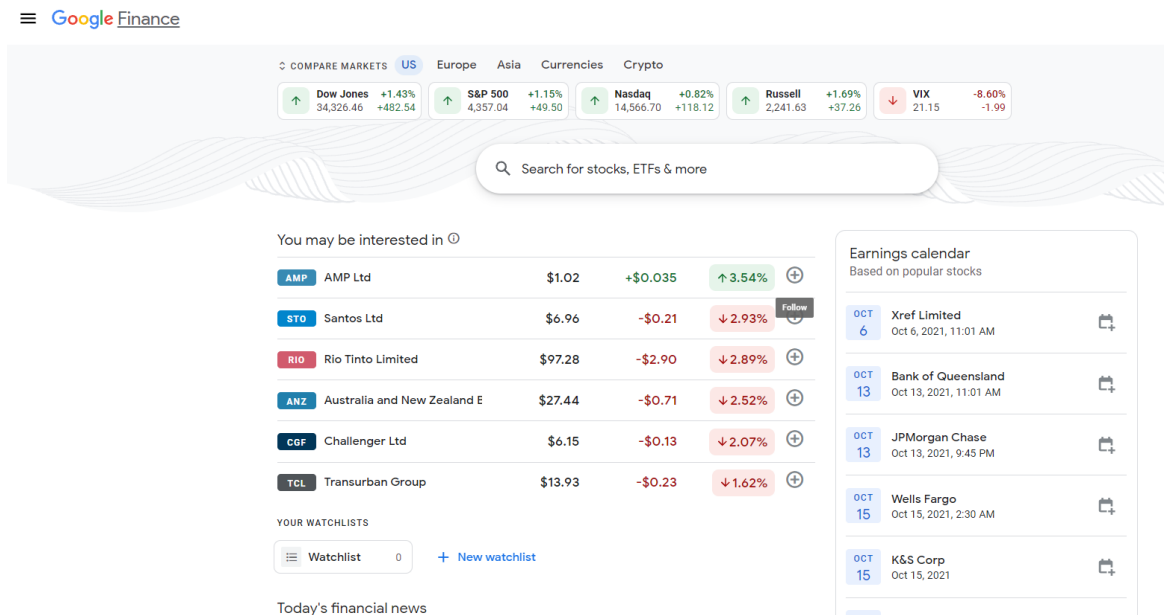 Google Finance
COMPARE MARKETS US Europe Asia Currencies Crypto
Dow Jones +1.43%
34,326.46 +482.54
S&P 500 +1.15%
4,357.04 +49.50
Nasdaq +0.82%
14,566.70 +118.12
Russell +1.69%
2,241.63 +37.26
VIX -8.60%
21.15 -1.99
Search for stocks, ETFs & more
You may be interested in
AMP AMP Ltd $1.02 +$0.035 3.54%
Follow
STO Santos Ltd $6.96 -$0.21 2.93%
RIO Rio Tinto Limited $97.28 -$2.90 2.89%
ANZ Australia and New Zealand $27.44 -$0.71 2.52%
CGF Challenger Ltd $6.15 -$0.13 2.07%
TCL Transurban Group $13.93 -$0.23 1.62%
YOUR WATCHLISTS
Watchlist 0 + New watchlist
Today's financial news
Earnings calendar
Based on popular stocks
OCT 6
Xref Limited
Oct 6, 2021, 11:01 AM
OCT 13
Bank of Queensland
Oct 13, 2021, 11:01 AM
OCT 13
JPMorgan Chase
Oct 13, 2021, 9:45 PM
OCT 15
Wells Fargo
Oct 15, 2021, 2:30 AM
OCT 15
K&S Corp
Oct 15, 2021